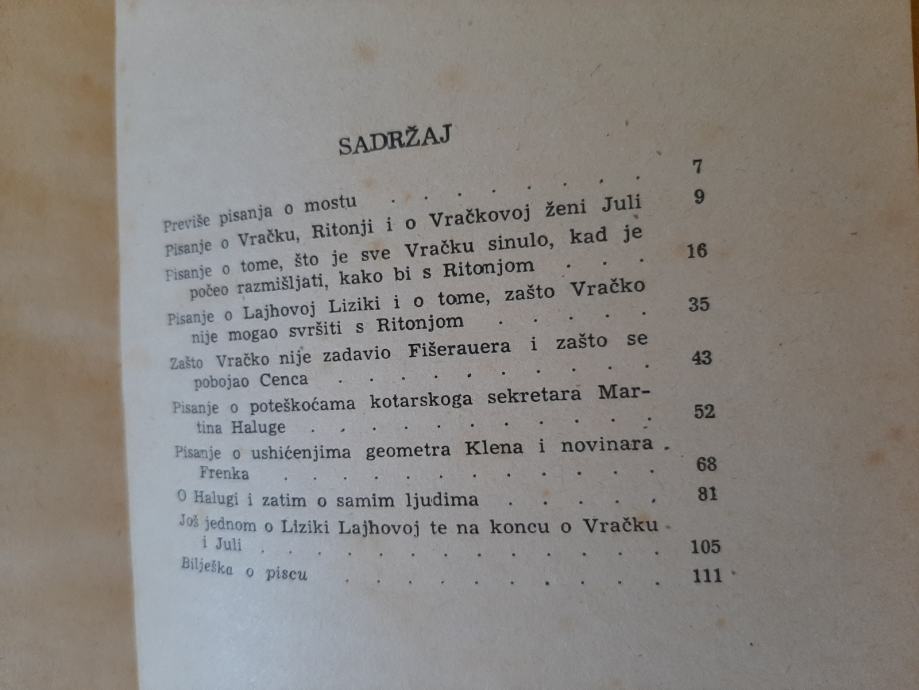 SADRŽAJ
Previše pisanja o mostu . . . . . . . . 7
Pisanje o Vračku, Ritonji i o Vračkovoj ženi Juli 9
Pisanje o tome, što je sve Vračku sinulo, kad je
počeo razmišljati, kako bi s Ritonjom . . . 16
Pisanje o Lajhovoj Liziki i o tome, zašto Vračko
nije mogao svršiti s Ritonjom . . . . . 35
Zašto Vračko nije zadavio Fišerauera i zašto se
pobojao Cenca . . . . . . . . . . 43
Pisanje o poteškoćama kotarskoga sekretara Mar-
tina Haluge . . . . . . . . . . . 52
Pisanje o ushićenjima geometra Klena i novinara
Frenka . . . . . . . . . . . . 68
O Halugi i zatim o samim ljudima . . . . . 81
Još jednom o Liziki Lajhovoj te na koncu o Vračku
i Juli . . . . . . . . . . . . . 105
Bilješka o piscu . . . . . . . . . . 111